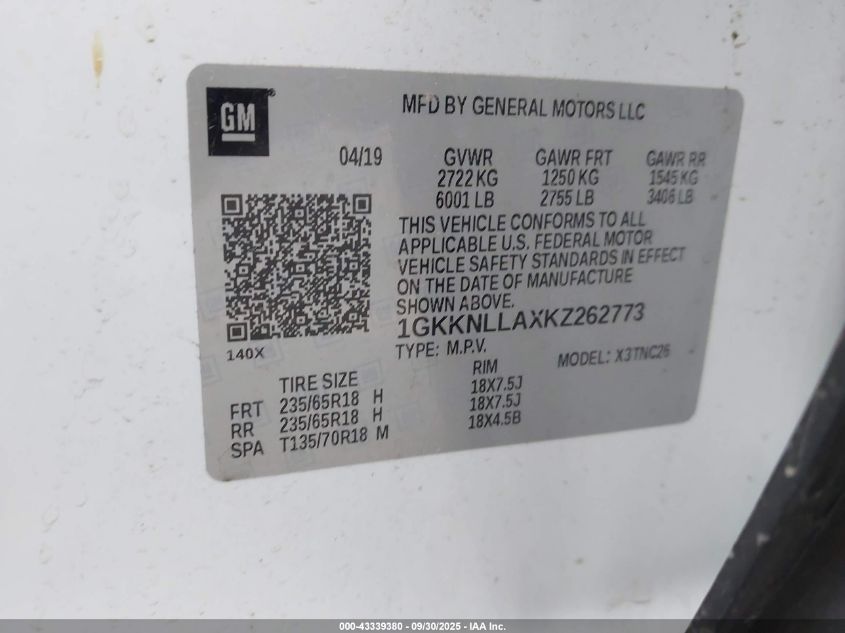 GM®
MFD BY GENERAL MOTORS LLC
04/19 GVWR GAWR FRT GAWR RR
2722 KG 1250 KG 1545 KG
6001 LB 2755 LB 3406 LB
THIS VEHICLE CONFORMS TO ALL
APPLICABLE U.S. FEDERAL MOTOR
VEHICLE SAFETY STANDARDS IN EFFECT
ON THE DATE OF MANUFACTURE
SHOWN ABOVE.
1GKKNLLAXKZ262773
140X
TYPE: M.P.V. MODEL: X3TNC26
TIRE SIZE RIM
FRT 235/65R18 H 18X7.5J
RR 235/65R18 H 18X7.5J
SPA T135/70R18 M 18X4.5B
000-43339380 - 09/30/2025 - IAA Inc.